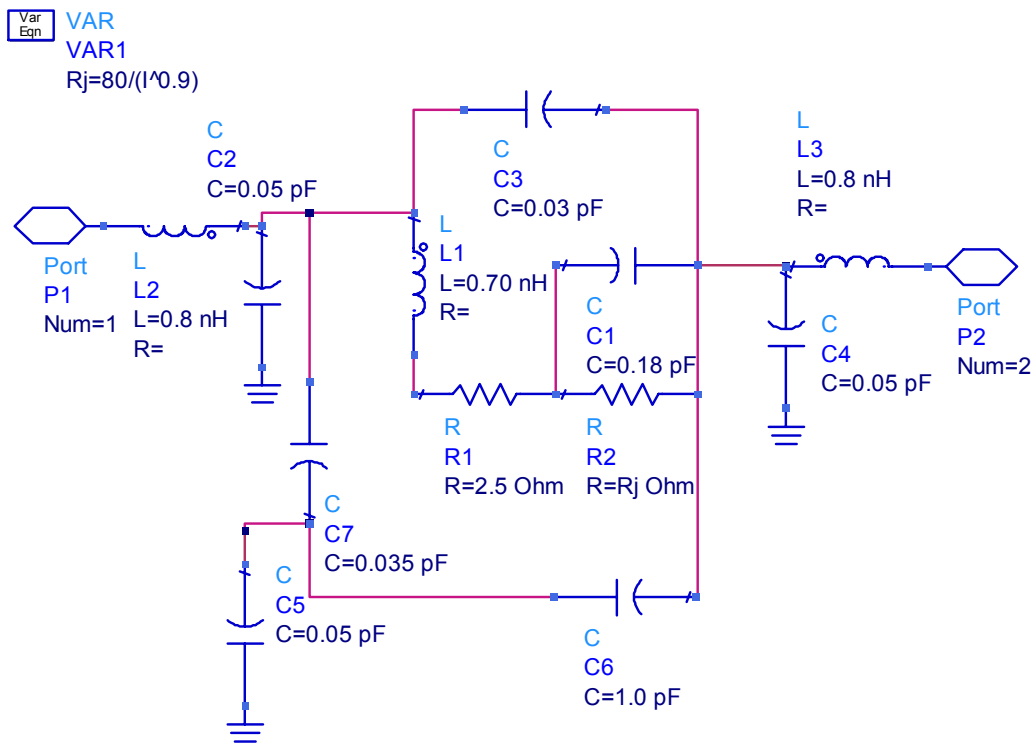 Var
Eqn
VAR
VAR1
Rj=80/(I^0.9)
C
C2
C=0.05 pF
C
C3
C=0.03 pF
L
L3
L=0.8 nH
R=
Port
P1
Num=1
L
L2
L=0.8 nH
R=
L
L1
L=0.70 nH
R=
C
C1
C=0.18 pF
C
C4
C=0.05 pF
Port
P2
Num=2
R
R1
R=2.5 Ohm
R
R2
R=Rj Ohm
C
C7
C=0.035 pF
C
C5
C=0.05 pF
C
C6
C=1.0 pF